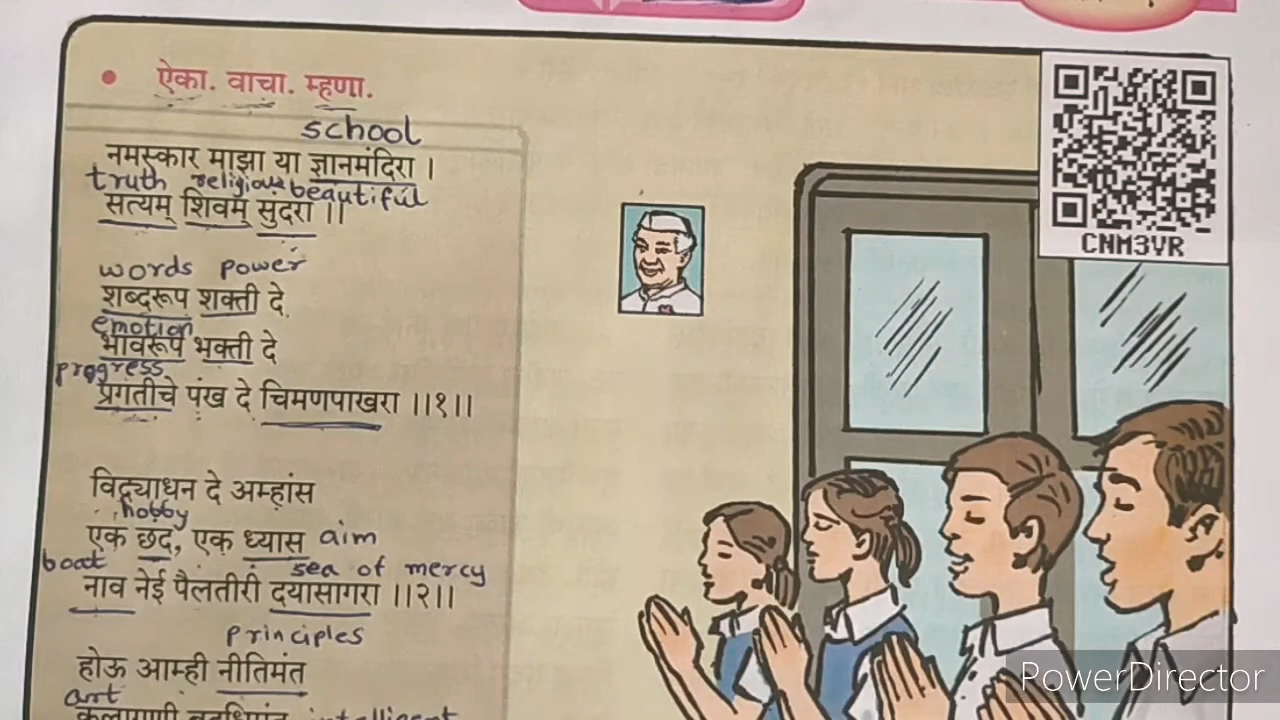 • ऐका. वाचा. म्हणा.
CNM3VR
school
नमस्कार माझा या ज्ञानमंदिरा ।
truth religious beautiful
सत्यम् शिवम् सुंदरा ।।
words power
शब्दरूप शक्ती दे
emotion
भावरूप भक्ती दे
progress
प्रगतीचे पंख दे चिमणपाखरा ।।१।।
विद्याधन दे अम्हांस
hobby
एक छंद, एक ध्यास aim
boat sea of mercy
नाव नेई पैलतीरी दयासागरा ।।२।।
principles
होऊ आम्ही नीतिमंत
art
intelligent
PowerDirector